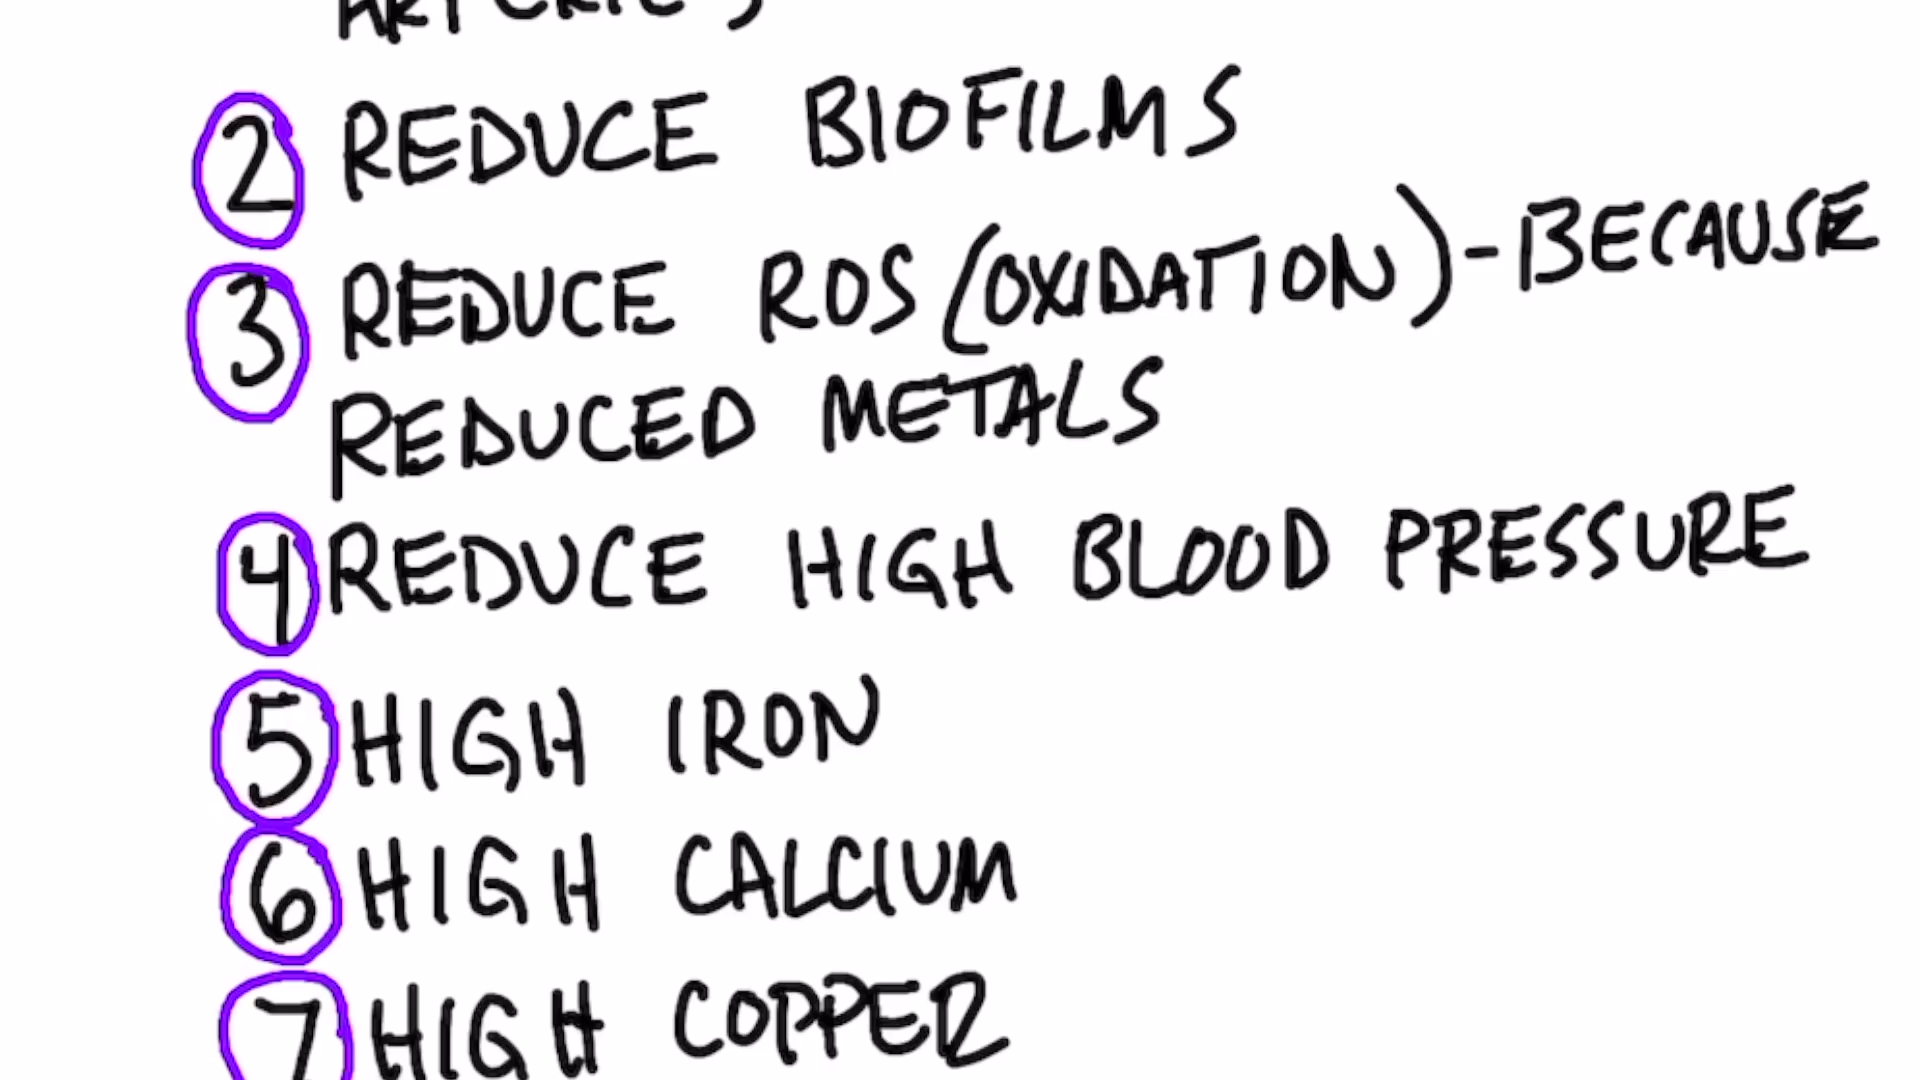 ARTERIES
2 REDUCE BIOFILMS
3 REDUCE ROS (OXIDATION) - BECAUSE
REDUCED METALS
4 REDUCE HIGH BLOOD PRESSURE
5 HIGH IRON
6 HIGH CALCIUM
7 HIGH COPPER